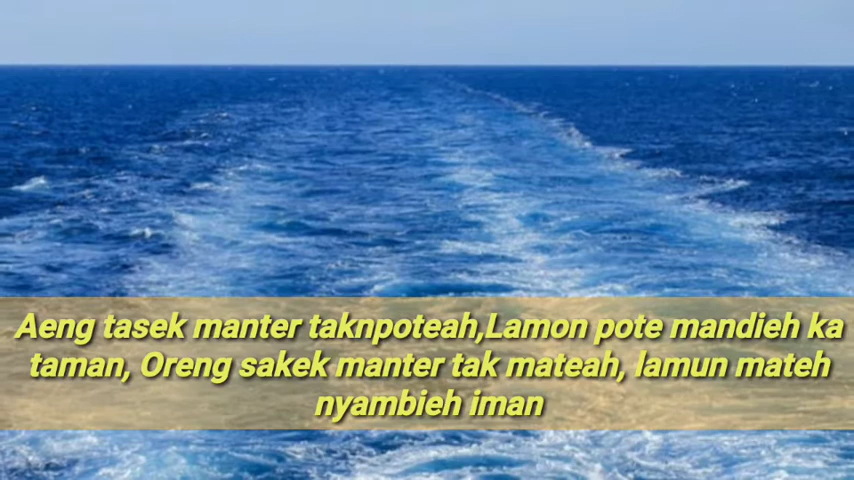 Aeng tasek manter taknpoteah,Lamon pote mandieh ka
taman, Oreng sakek manter tak mateah, lamun mateh
nyambieh iman